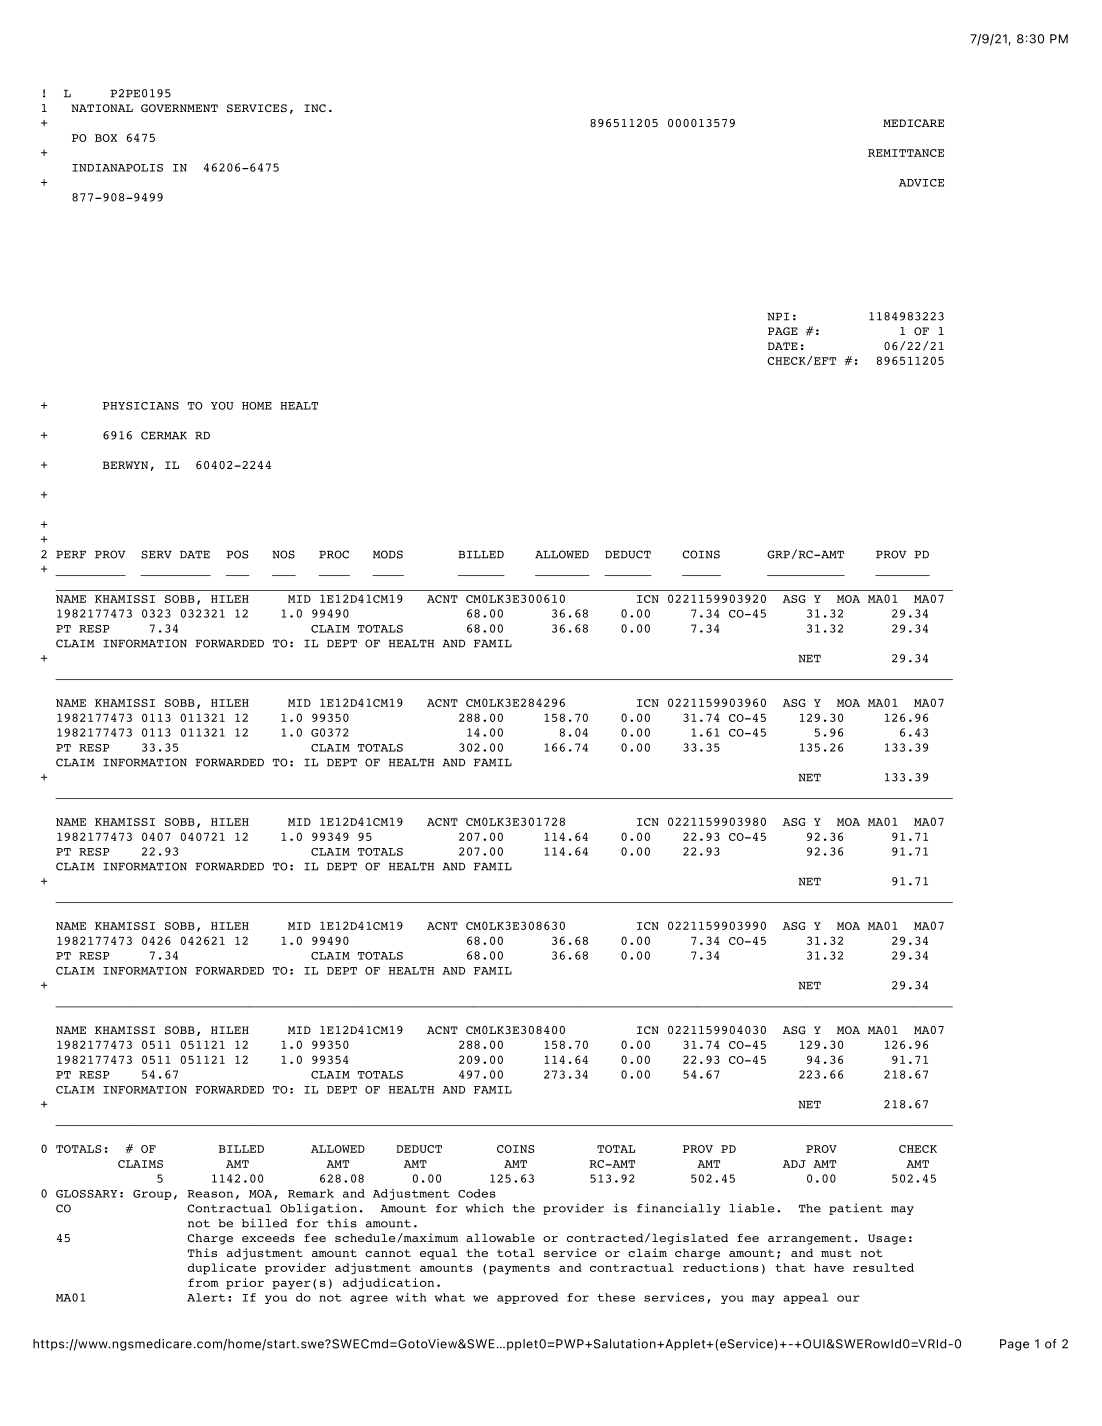 7/9/21, 8:30 PM
! L P2PE0195
1 NATIONAL GOVERNMENT SERVICES, INC.
+ 896511205 000013579 MEDICARE
PO BOX 6475
+ REMITTANCE
INDIANAPOLIS IN 46206-6475
+ ADVICE
877-908-9499
NPI: 1184983223
PAGE #: 1 OF 1
DATE: 06/22/21
CHECK/EFT #: 896511205
+ PHYSICIANS TO YOU HOME HEALT
+ 6916 CERMAK RD
+ BERWYN, IL 60402-2244
+
+
+
2 PERF PROV SERV DATE POS NOS PROC MODS BILLED ALLOWED DEDUCT COINS GRP/RC-AMT PROV PD
+ _________ _________ ___ ___ ____ ____ ______ _______ ______ _____ __________ _______
NAME KHAMISSI SOBB, HILEH MID 1E12D41CM19 ACNT CM0LK3E300610 ICN 0221159903920 ASG Y MOA MA01 MA07
1982177473 0323 032321 12 1.0 99490 68.00 36.68 0.00 7.34 CO-45 31.32 29.34
PT RESP 7.34 CLAIM TOTALS 68.00 36.68 0.00 7.34 31.32 29.34
CLAIM INFORMATION FORWARDED TO: IL DEPT OF HEALTH AND FAMIL
+ NET 29.34
NAME KHAMISSI SOBB, HILEH MID 1E12D41CM19 ACNT CM0LK3E284296 ICN 0221159903960 ASG Y MOA MA01 MA07
1982177473 0113 011321 12 1.0 99350 288.00 158.70 0.00 31.74 CO-45 129.30 126.96
1982177473 0113 011321 12 1.0 G0372 14.00 8.04 0.00 1.61 CO-45 5.96 6.43
PT RESP 33.35 CLAIM TOTALS 302.00 166.74 0.00 33.35 135.26 133.39
CLAIM INFORMATION FORWARDED TO: IL DEPT OF HEALTH AND FAMIL
+ NET 133.39
NAME KHAMISSI SOBB, HILEH MID 1E12D41CM19 ACNT CM0LK3E301728 ICN 0221159903980 ASG Y MOA MA01 MA07
1982177473 0407 040721 12 1.0 99349 95 207.00 114.64 0.00 22.93 CO-45 92.36 91.71
PT RESP 22.93 CLAIM TOTALS 207.00 114.64 0.00 22.93 92.36 91.71
CLAIM INFORMATION FORWARDED TO: IL DEPT OF HEALTH AND FAMIL
+ NET 91.71
NAME KHAMISSI SOBB, HILEH MID 1E12D41CM19 ACNT CM0LK3E308630 ICN 0221159903990 ASG Y MOA MA01 MA07
1982177473 0426 042621 12 1.0 99490 68.00 36.68 0.00 7.34 CO-45 31.32 29.34
PT RESP 7.34 CLAIM TOTALS 68.00 36.68 0.00 7.34 31.32 29.34
CLAIM INFORMATION FORWARDED TO: IL DEPT OF HEALTH AND FAMIL
+ NET 29.34
NAME KHAMISSI SOBB, HILEH MID 1E12D41CM19 ACNT CM0LK3E308400 ICN 0221159904030 ASG Y MOA MA01 MA07
1982177473 0511 051121 12 1.0 99350 288.00 158.70 0.00 31.74 CO-45 129.30 126.96
1982177473 0511 051121 12 1.0 99354 209.00 114.64 0.00 22.93 CO-45 94.36 91.71
PT RESP 54.67 CLAIM TOTALS 497.00 273.34 0.00 54.67 223.66 218.67
CLAIM INFORMATION FORWARDED TO: IL DEPT OF HEALTH AND FAMIL
+ NET 218.67
0 TOTALS: # OF BILLED ALLOWED DEDUCT COINS TOTAL PROV PD PROV CHECK
CLAIMS AMT AMT AMT AMT RC-AMT AMT ADJ AMT AMT
5 1142.00 628.08 0.00 125.63 513.92 502.45 0.00 502.45
0 GLOSSARY: Group, Reason, MOA, Remark and Adjustment Codes
CO Contractual Obligation. Amount for which the provider is financially liable. The patient may
not be billed for this amount.
45 Charge exceeds fee schedule/maximum allowable or contracted/legislated fee arrangement. Usage:
This adjustment amount cannot equal the total service or claim charge amount; and must not
duplicate provider adjustment amounts (payments and contractual reductions) that have resulted
from prior payer(s) adjudication.
MA01 Alert: If you do not agree with what we approved for these services, you may appeal our
https://www.ngsmedicare.com/home/start.swe?SWECmd=GotoView&SWE…pplet0=PWP+Salutation+Applet+(eService)+-+OUI&SWERowId0=VRId-0 Page 1 of 2